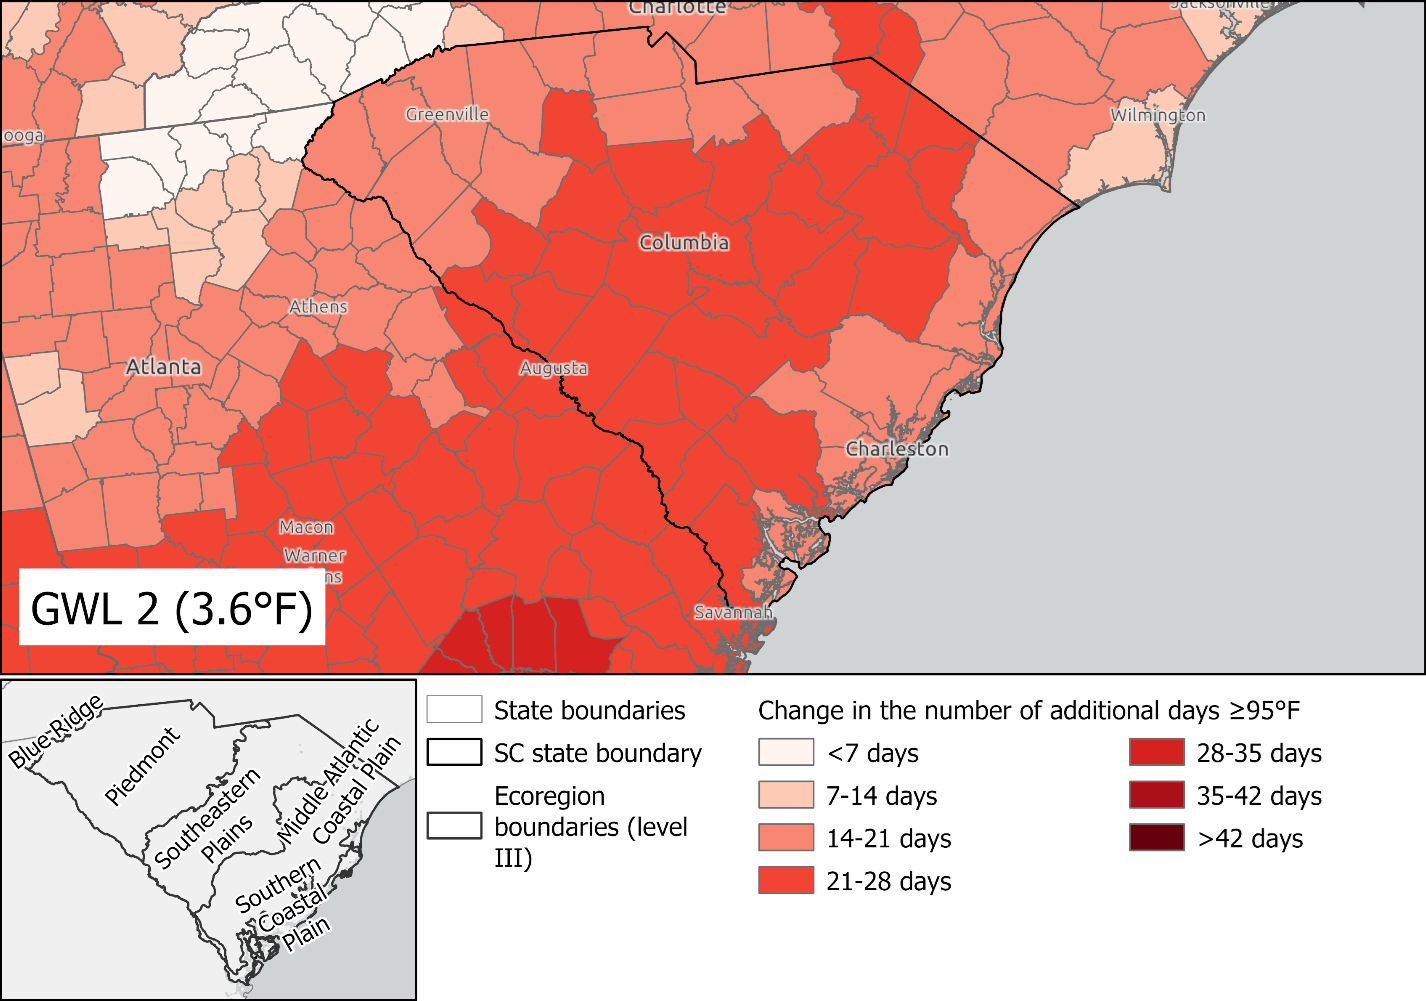 Charlotte
Jacksonville
Greenville
Wilmington
ooga
Columbia
Athens
Atlanta
Augusta
Charleston
Macon
Warner
ns
GWL 2 (3.6°F)
Savannah
Blue Ridge
Piedmont
Southeastern
Plains
Middle Atlantic
Coastal Plain
Southern
Coastal
Plain
State boundaries
SC state boundary
Ecoregion
boundaries (level
III)
Change in the number of additional days ≥95°F
<7 days
7-14 days
14-21 days
21-28 days
28-35 days
35-42 days
>42 days